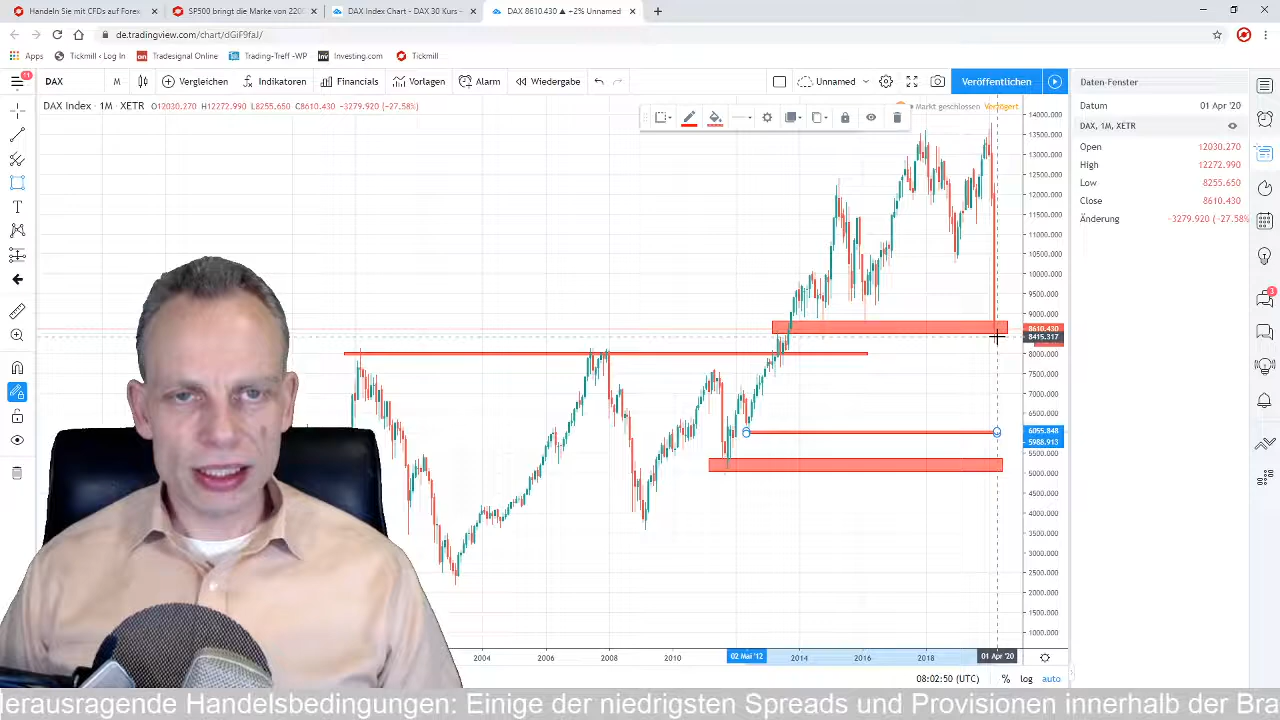 Handeln Sie mit CFDs auf Forex
SP500 bringt die Marke von 220
DAX Index Chart - DAX 30 Kurs -
DAX 8610.430 ▲ +2% Unnamed
de.tradingview.com/chart/dGiF9faJ/
Apps
Tickmill - Log In
Tradesignal Online
Trading-Treff -WP
Investing.com
Tickmill
11
DAX
M
Vergleichen
Indikatoren
Financials
Vorlagen
Alarm
Wiedergabe
Unnamed
Veröffentlichen
Daten-Fenster
DAX Index · 1M · XETR O12030.270 H12272.990 L8255.650 C8610.430 -3279.920 (-27.58%)
Markt geschlossen Verzögert
Datum 01 Apr '20
DAX, 1M, XETR
Open 12030.270
High 12272.990
Low 8255.650
Close 8610.430
Änderung -3279.920 (-27.58%
1
14000.000
13500.000
13000.000
12500.000
12000.000
11500.000
11000.000
10500.000
10000.000
9500.000
9000.000
8610.430
8415.317
8000.000
7500.000
7000.000
6500.000
6055.848
5988.913
5500.000
5000.000
4500.000
4000.000
3500.000
3000.000
2500.000
2000.000
1500.000
1000.000
2004
2006
2008
2010
02 Mai '12
2014
2016
2018
01 Apr '20
08:02:50 (UTC)
%
log
auto
erausragende Handelsbedingungen: Einige der niedrigsten Spreads und Provisionen innerhalb der Bra